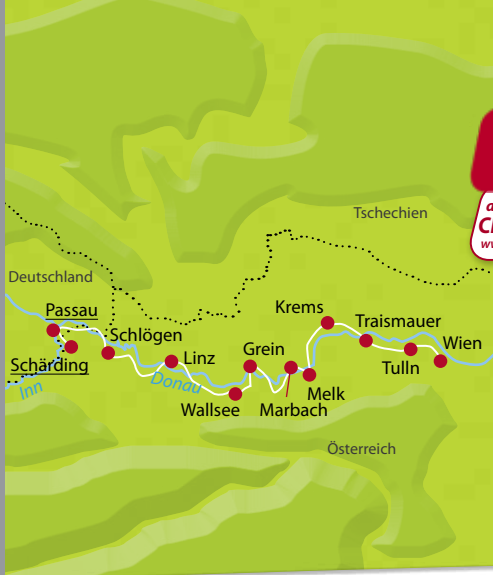 Tschechien
Deutschland
Passau
Schärding
Inn
Schlögen
Donau
Linz
Wallsee
Grein
Marbach
Krems
Melk
Traismauer
Tulln
Wien
Österreich